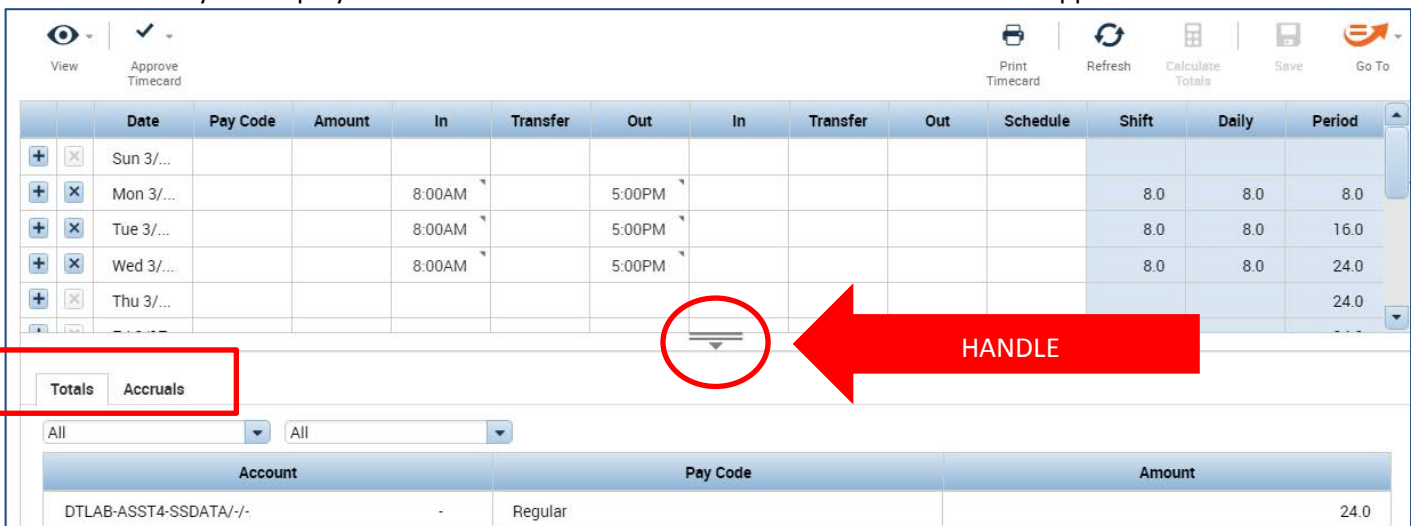 View Approve Timecard Print Timecard Refresh Calculate Totals Save Go To
Date Pay Code Amount In Transfer Out In Transfer Out Schedule Shift Daily Period
Sun 3/...
Mon 3/... 8:00AM 5:00PM 8.0 8.0 8.0
Tue 3/... 8:00AM 5:00PM 8.0 8.0 16.0
Wed 3/... 8:00AM 5:00PM 8.0 8.0 24.0
Thu 3/... 24.0
HANDLE
Totals Accruals
All All
Account Pay Code Amount
DTLAB-ASST4-SSDATA/-/- - Regular 24.0